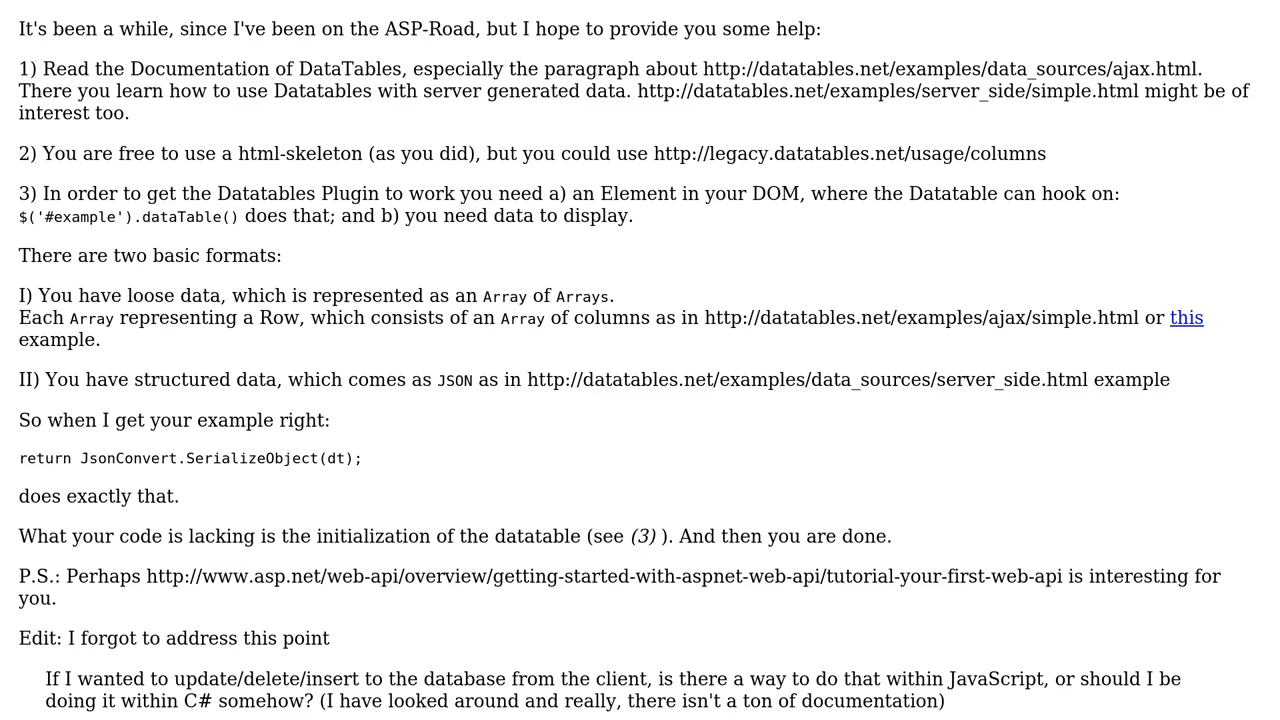 It's been a while, since I've been on the ASP-Road, but I hope to provide you some help:
1) Read the Documentation of DataTables, especially the paragraph about http://datatables.net/examples/data_sources/ajax.html.
There you learn how to use Datatables with server generated data. http://datatables.net/examples/server_side/simple.html might be of
interest too.
2) You are free to use a html-skeleton (as you did), but you could use http://legacy.datatables.net/usage/columns
3) In order to get the Datatables Plugin to work you need a) an Element in your DOM, where the Datatable can hook on:
$('#example').dataTable() does that; and b) you need data to display.
There are two basic formats:
I) You have loose data, which is represented as an Array of Arrays.
Each Array representing a Row, which consists of an Array of columns as in http://datatables.net/examples/ajax/simple.html or this
example.
II) You have structured data, which comes as JSON as in http://datatables.net/examples/data_sources/server_side.html example
So when I get your example right:
return JsonConvert.SerializeObject(dt);
does exactly that.
What your code is lacking is the initialization of the datatable (see (3) ). And then you are done.
P.S.: Perhaps http://www.asp.net/web-api/overview/getting-started-with-aspnet-web-api/tutorial-your-first-web-api is interesting for
you.
Edit: I forgot to address this point
If I wanted to update/delete/insert to the database from the client, is there a way to do that within JavaScript, or should I be
doing it within C# somehow? (I have looked around and really, there isn't a ton of documentation)